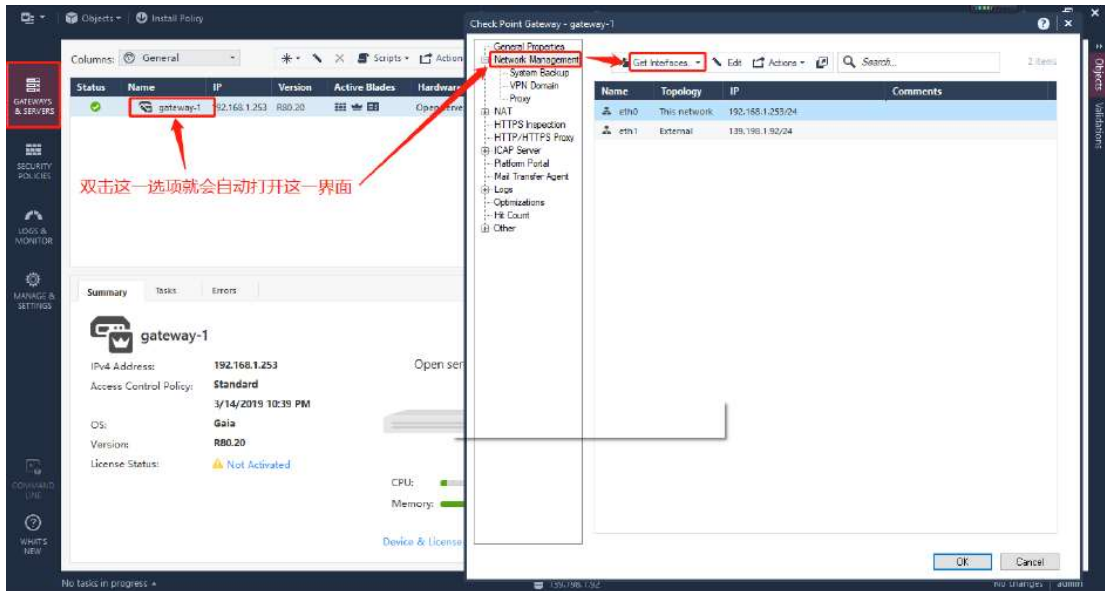 Objects
Install Policy
GATEWAYS & SERVERS
SECURITY POLICIES
LOGS & MONITOR
MANAGE & SETTINGS
COMMAND LINE
WHAT'S NEW
Columns: General
Scripts
Action
Status Name IP Version Active Blades Hardware
gateway-1 192.168.1.253 R80.20
双击这一选项就会自动打开这一界面
Summary Tasks Errors
gateway-1
IPv4 Address: 192.168.1.253
Open ser
Access Control Policy: Standard
3/14/2019 10:39 PM
OS: Gaia
Version: R80.20
License Status: Not Activated
CPU:
Memory:
Device & License
No tasks in progress
Check Point Gateway - gateway-1
General Properties
Network Management
System Backup
VPN Domain
Proxy
NAT
HTTPS Inspection
HTTP/HTTPS Proxy
ICAP Server
Platform Portal
Mail Transfer Agent
Logs
Optimizations
Hit Count
Other
Get Interfaces... Edit Actions Search... 2 items
Name Topology IP Comments
eth0 This network 192.168.1.253/24
eth1 External 139.198.1.92/24
OK Cancel
Objects
Validations
No changes admin